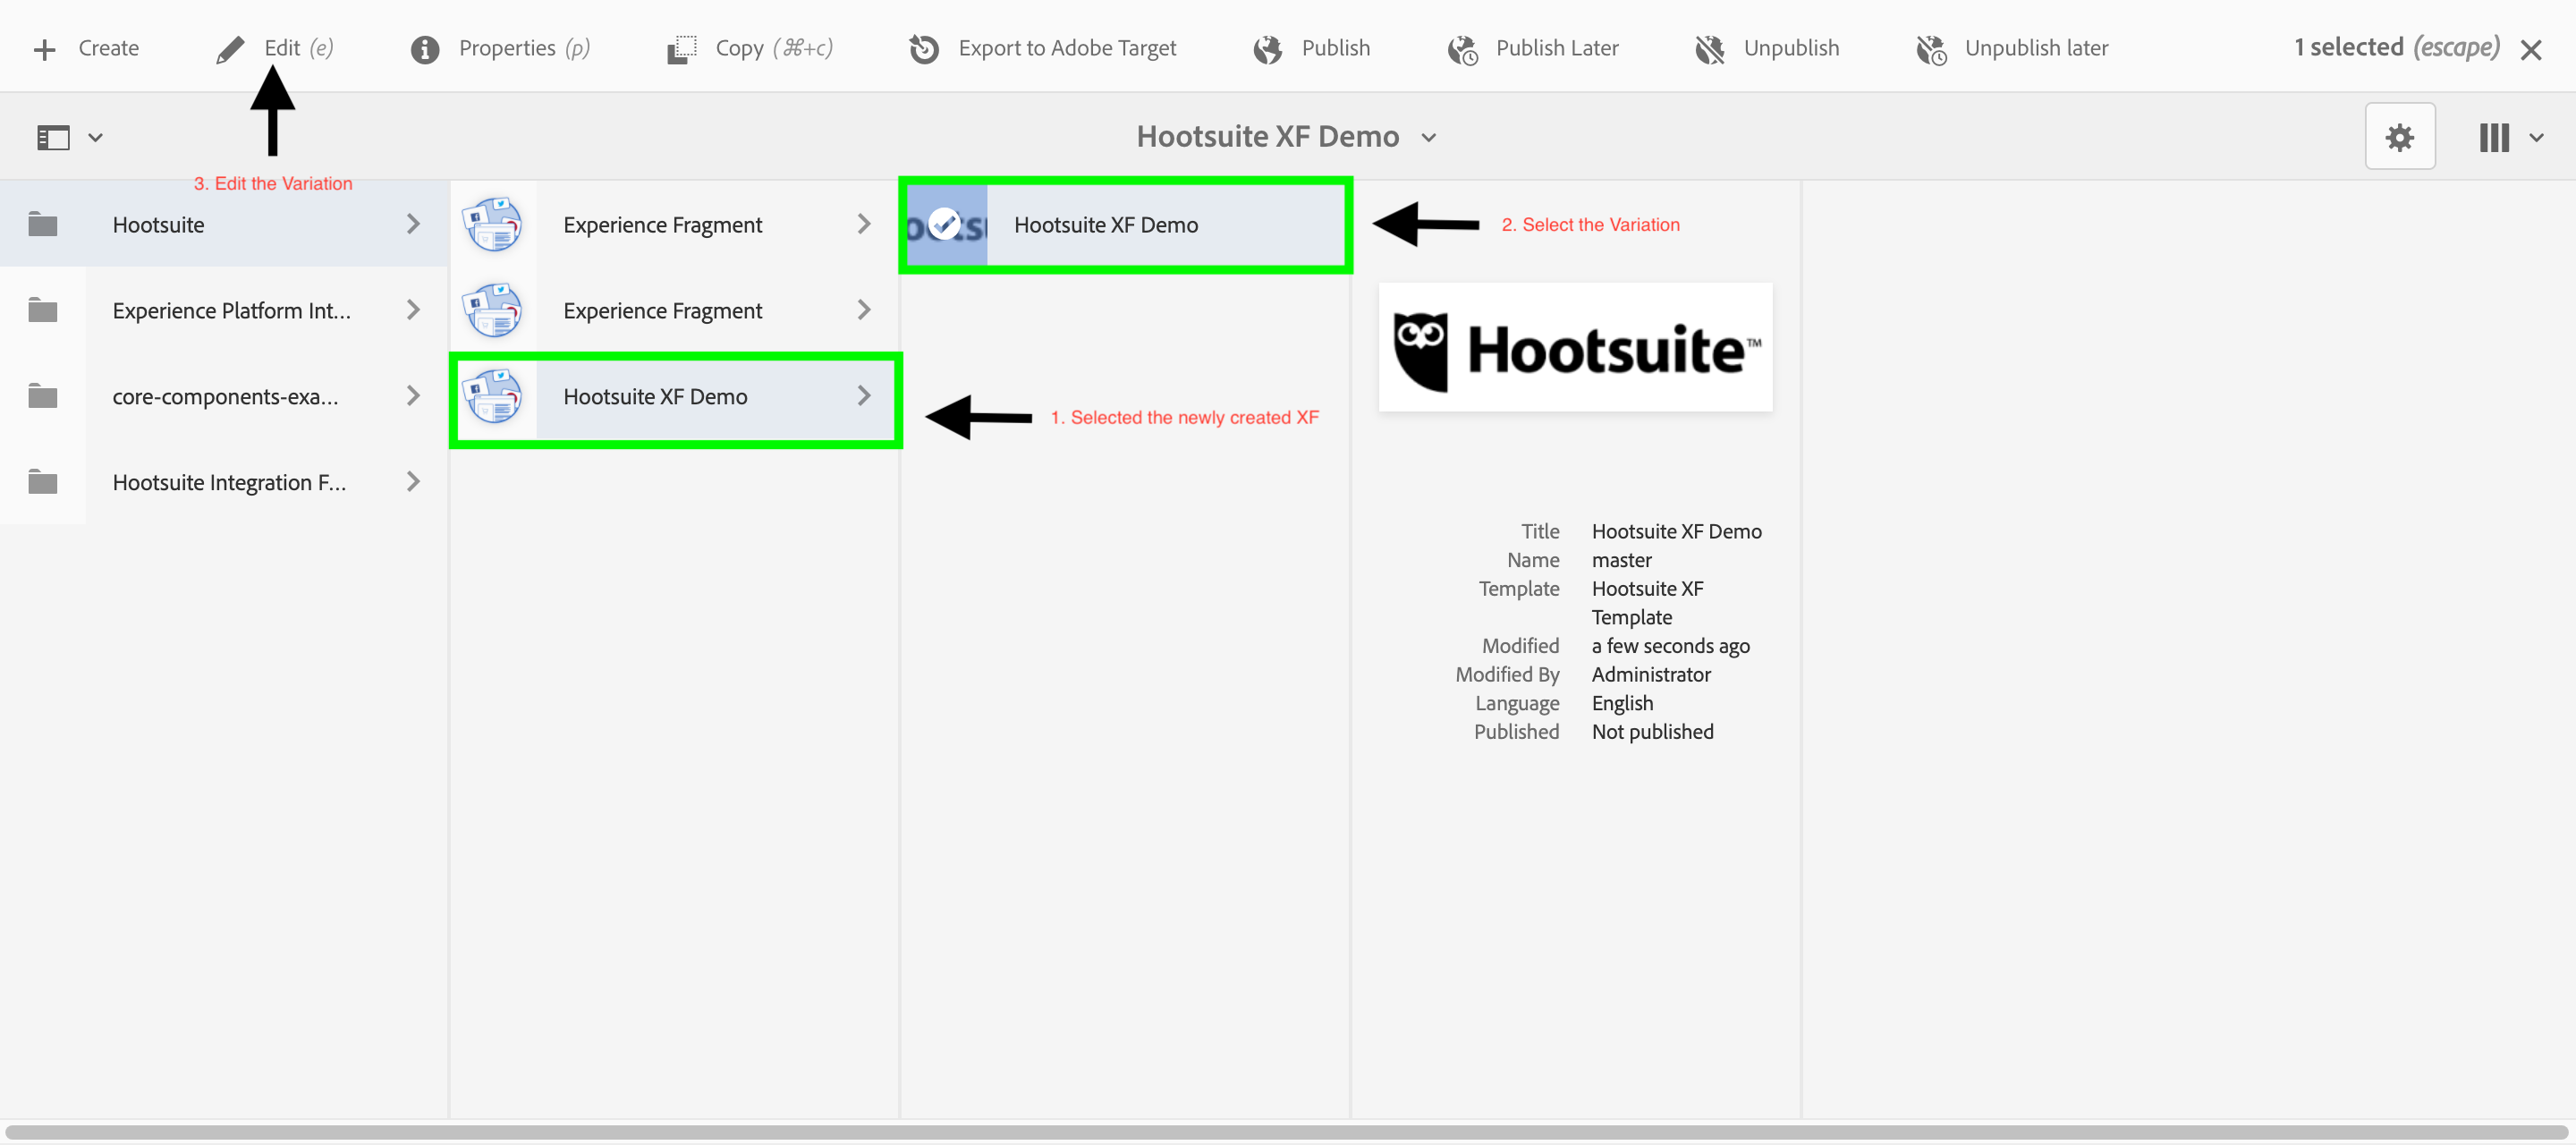 Create
Edit (e)
Properties (p)
Copy (⌘+c)
Export to Adobe Target
Publish
Publish Later
Unpublish
Unpublish later
1 selected (escape)
Hootsuite XF Demo
3. Edit the Variation
Hootsuite
Experience Platform Int...
core-components-exa...
Hootsuite Integration F...
Experience Fragment
Experience Fragment
Hootsuite XF Demo
1. Selected the newly created XF
ootsu
Hootsuite XF Demo
2. Select the Variation
Hootsuite™
Title Hootsuite XF Demo
Name master
Template Hootsuite XF
Template
Modified a few seconds ago
Modified By Administrator
Language English
Published Not published